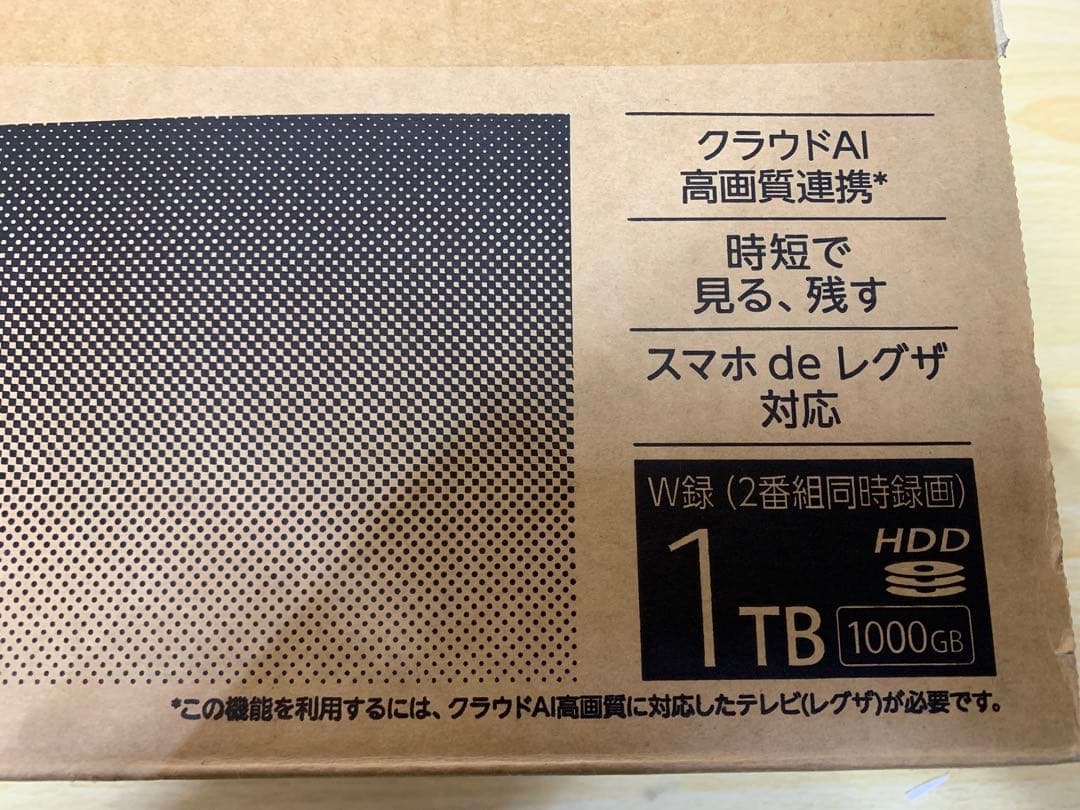 クラウドAI
高画質連携*
時短で
見る、残す
スマホ de レグザ
対応
W録（2番組同時録画）
HDD
1TB
1000GB
*この機能を利用するには、クラウドAI高画質に対応したテレビ(レグザ)が必要です。